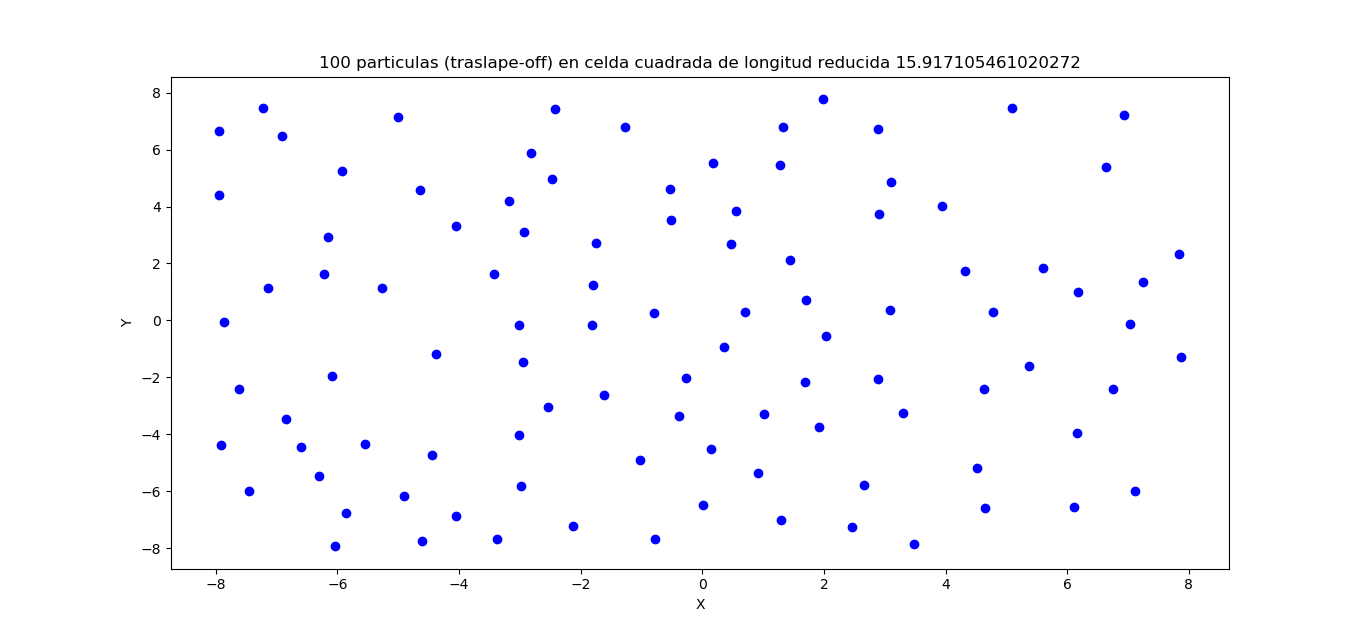 100 particulas (traslape-off) en celda cuadrada de longitud reducida 15.917105461020272
8
6
4
2
0
−2
−4
−6
−8
Y
−8 −6 −4 −2 0 2 4 6 8
X